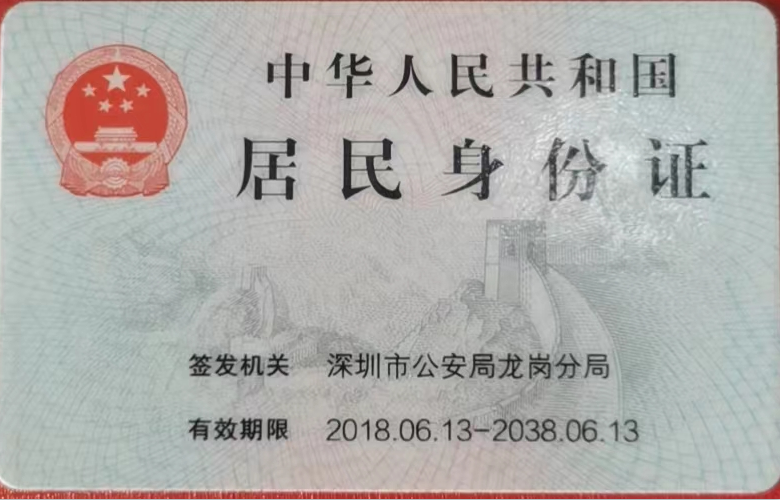 中华人民共和国
居民身份证
签发机关 深圳市公安局龙岗分局
有效期限 2018.06.13-2038.06.13